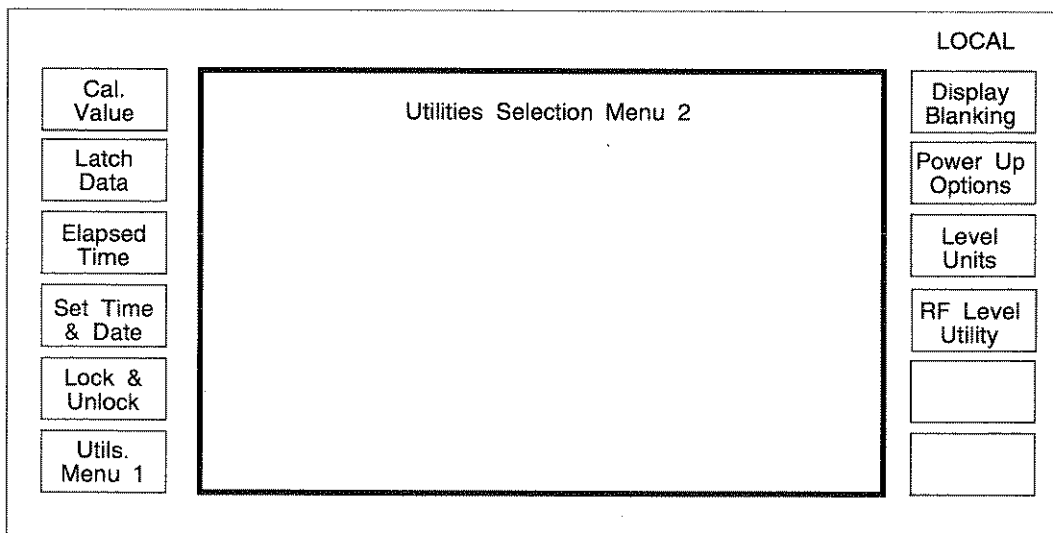 LOCAL
Cal.
Value
Latch
Data
Elapsed
Time
Set Time
& Date
Lock &
Unlock
Utils.
Menu 1
Utilities Selection Menu 2
Display
Blanking
Power Up
Options
Level
Units
RF Level
Utility